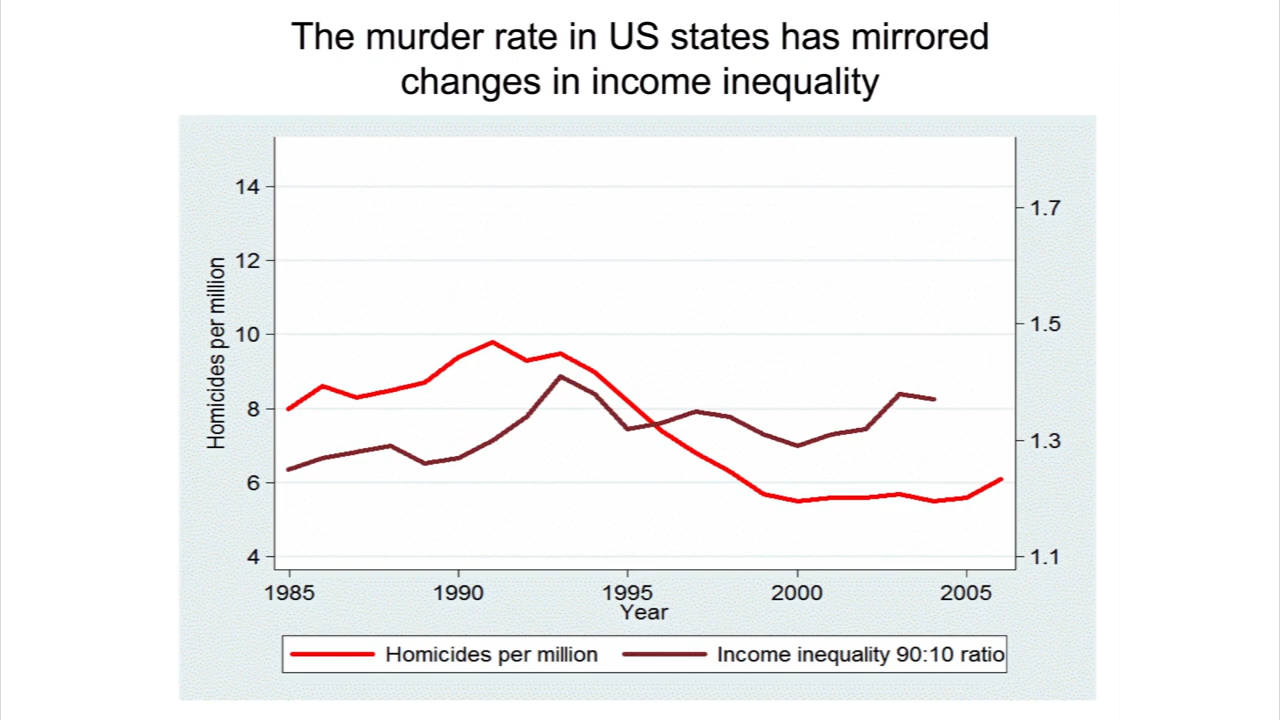 The murder rate in US states has mirrored
changes in income inequality
14
12
10
8
6
4
Homicides per million
1.7
1.5
1.3
1.1
1985 1990 1995 2000 2005
Year
Homicides per million Income inequality 90:10 ratio